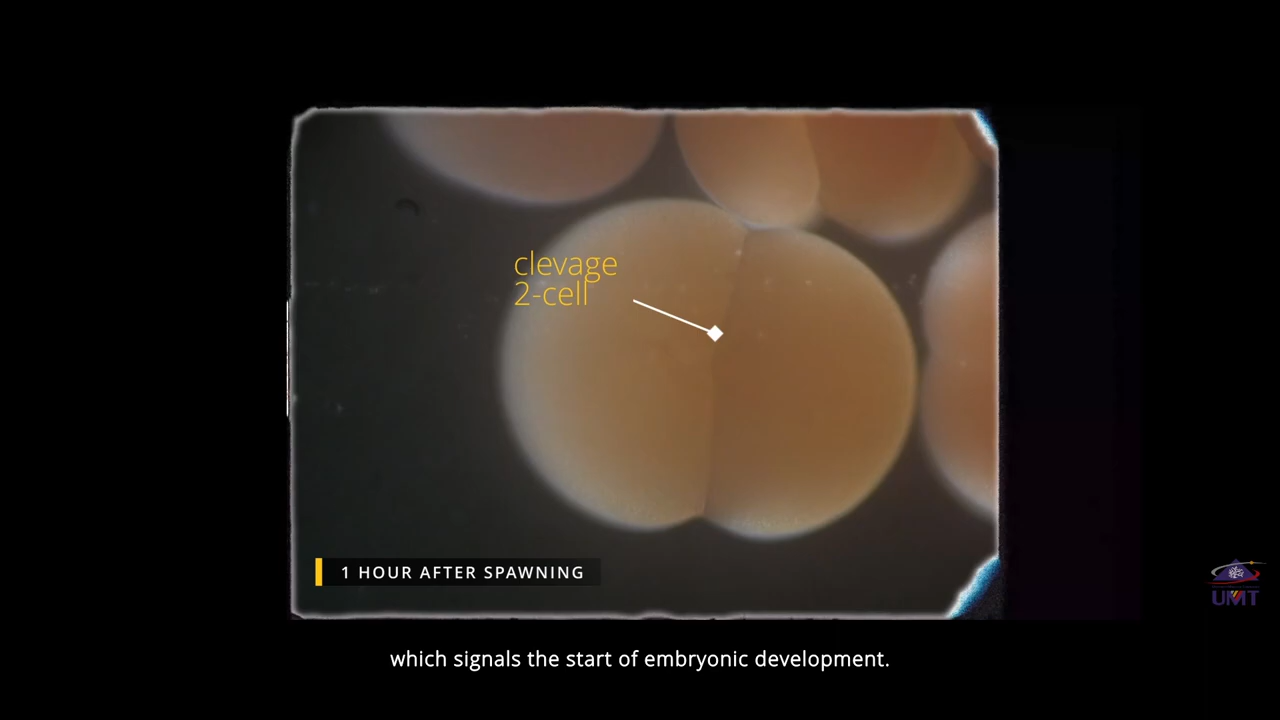 clevage
2-cell
1 HOUR AFTER SPAWNING
UMT
which signals the start of embryonic development.